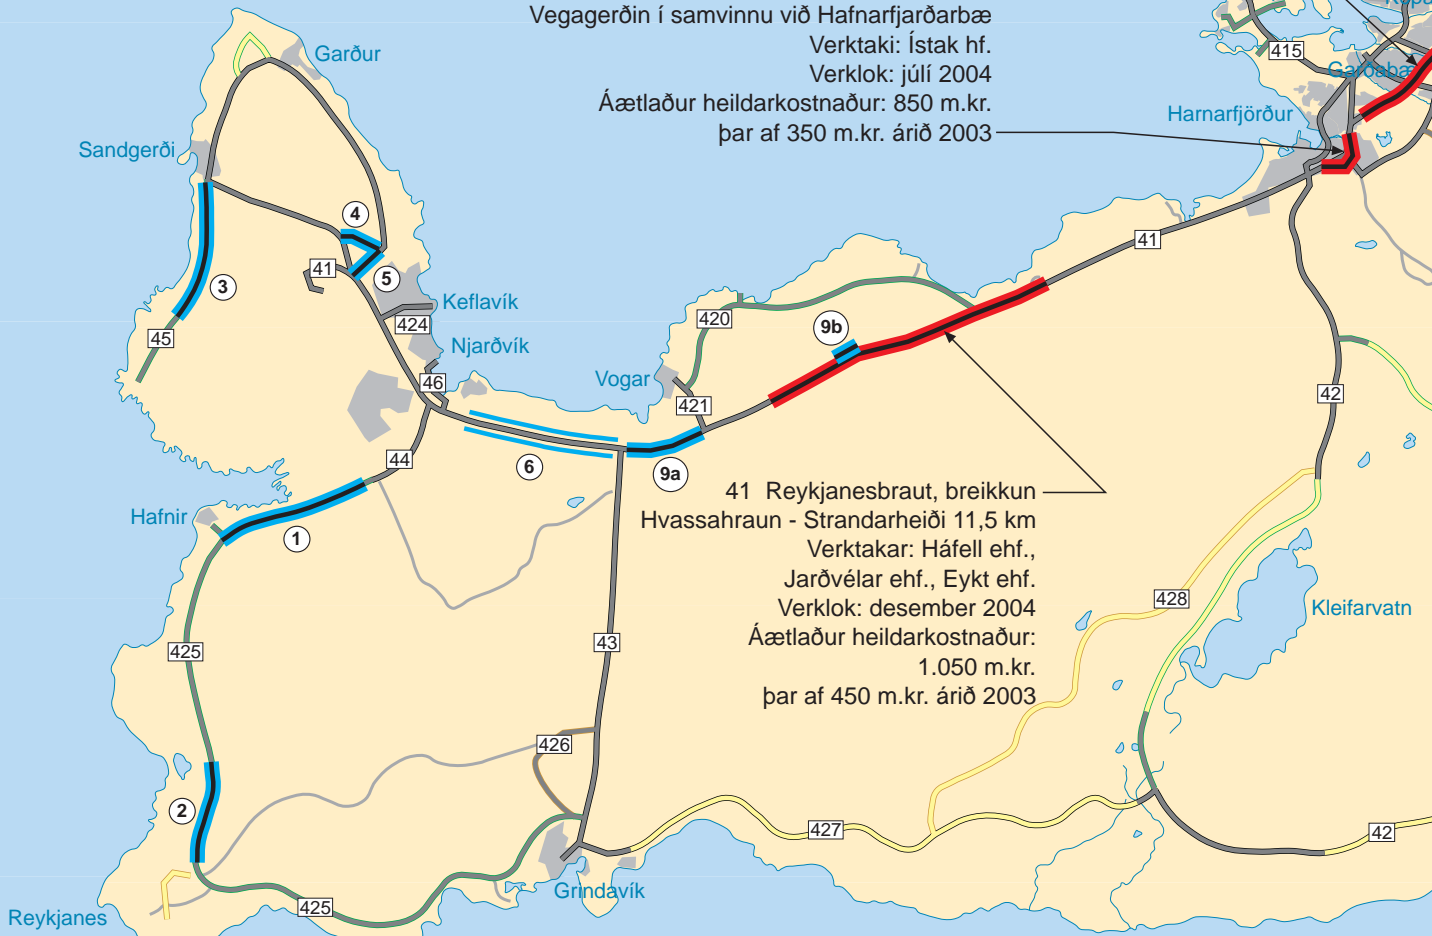 Vegagerðin í samvinnu við Hafnarfjarðarbæ
Verktaki: Ístak hf.
Verklok: júlí 2004
Áætlaður heildarkostnaður: 850 m.kr.
þar af 350 m.kr. árið 2003
415
Garðabæ
Harnarfjörður
Garður
Sandgerði
4
41
5
3
45
Keflavík
424
Njarðvík
46
41
420
9b
Vogar
421
42
44
6
9a
Hafnir
1
41 Reykjanesbraut, breikkun
Hvassahraun - Strandarheiði 11,5 km
Verktakar: Háfell ehf.,
Jarðvélar ehf., Eykt ehf.
Verklok: desember 2004
Áætlaður heildarkostnaður:
1.050 m.kr.
þar af 450 m.kr. árið 2003
428
Kleifarvatn
425
43
426
2
427
42
Grindavík
425
Reykjanes